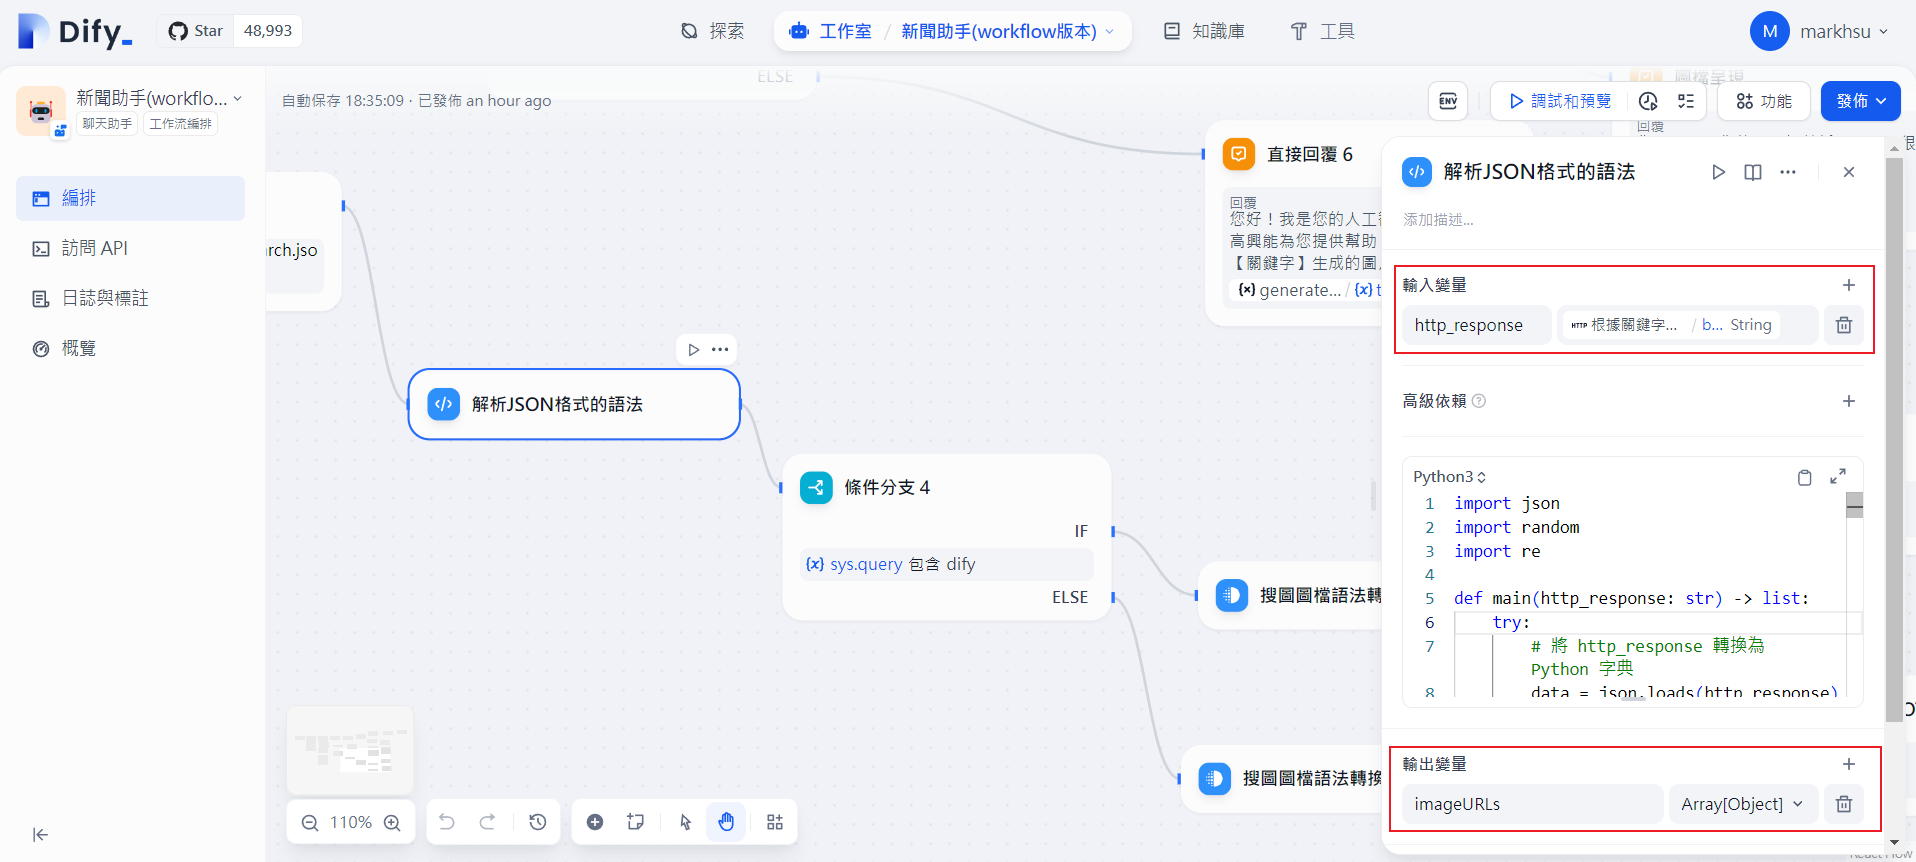 Dify_
Star 48,993
探索
工作室 / 新聞助手(workflow版本)
知識庫
工具
M markhsu
新聞助手(workflo...
聊天助手 工作流編排
編排
訪問 API
日誌與標註
概覽
自動保存 18:35:09 · 已發佈 an hour ago
ELSE
ENV
調試和預覽
功能
發佈
圖檔呈現
回覆
rch.jso
解析JSON格式的語法
條件分支 4
IF
{x} sys.query 包含 dify
ELSE
直接回覆 6
回覆
您好！我是您的人工
高興能為您提供幫助
【關鍵字】生成的圖
{x} generate... / {x} t
搜圖圖檔語法轉
搜圖圖檔語法轉換
110%
解析JSON格式的語法
添加描述...
輸入變量
http_response
HTTP 根據關鍵字... / b... String
高級依賴
Python3
1 import json
2 import random
3 import re
4
5 def main(http_response: str) -> list:
6 try:
7 # 將 http_response 轉換為
Python 字典
8 data = json.loads(http_response)
輸出變量
imageURLs
Array[Object]
React Flow